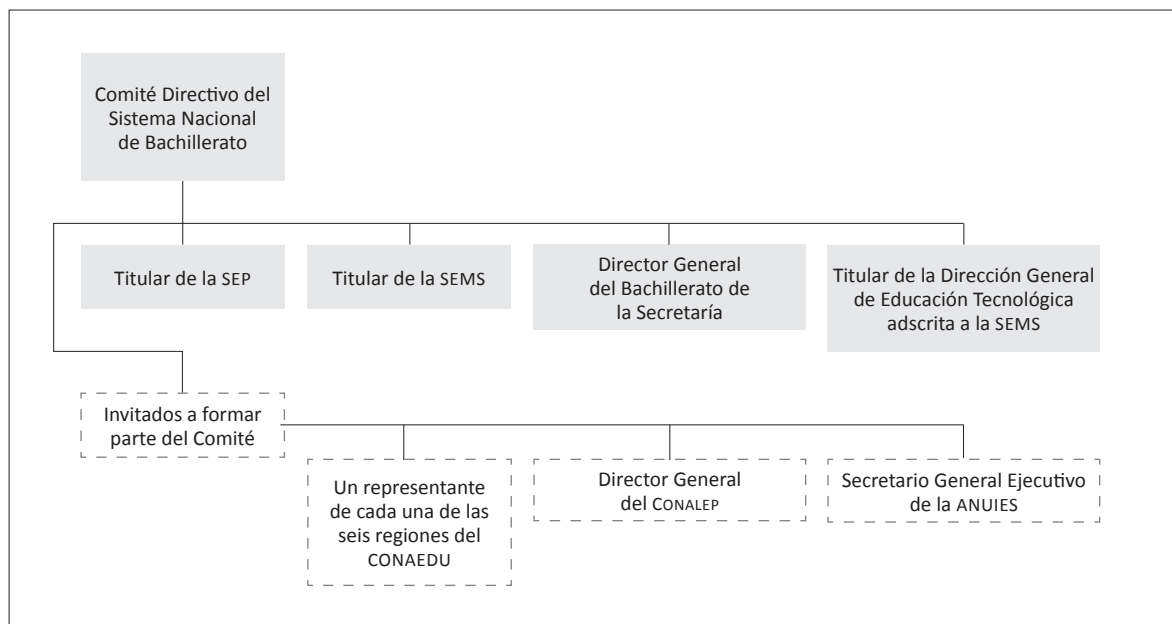 Comité Directivo del
Sistema Nacional
de Bachillerato
Titular de la SEP
Titular de la SEMS
Director General
del Bachillerato de
la Secretaría
Titular de la Dirección General
de Educación Tecnológica
adscrita a la SEMS
Invitados a formar
parte del Comité
Un representante
de cada una de las
seis regiones del
CONAEDU
Director General
del CONALEP
Secretario General Ejecutivo
de la ANUIES